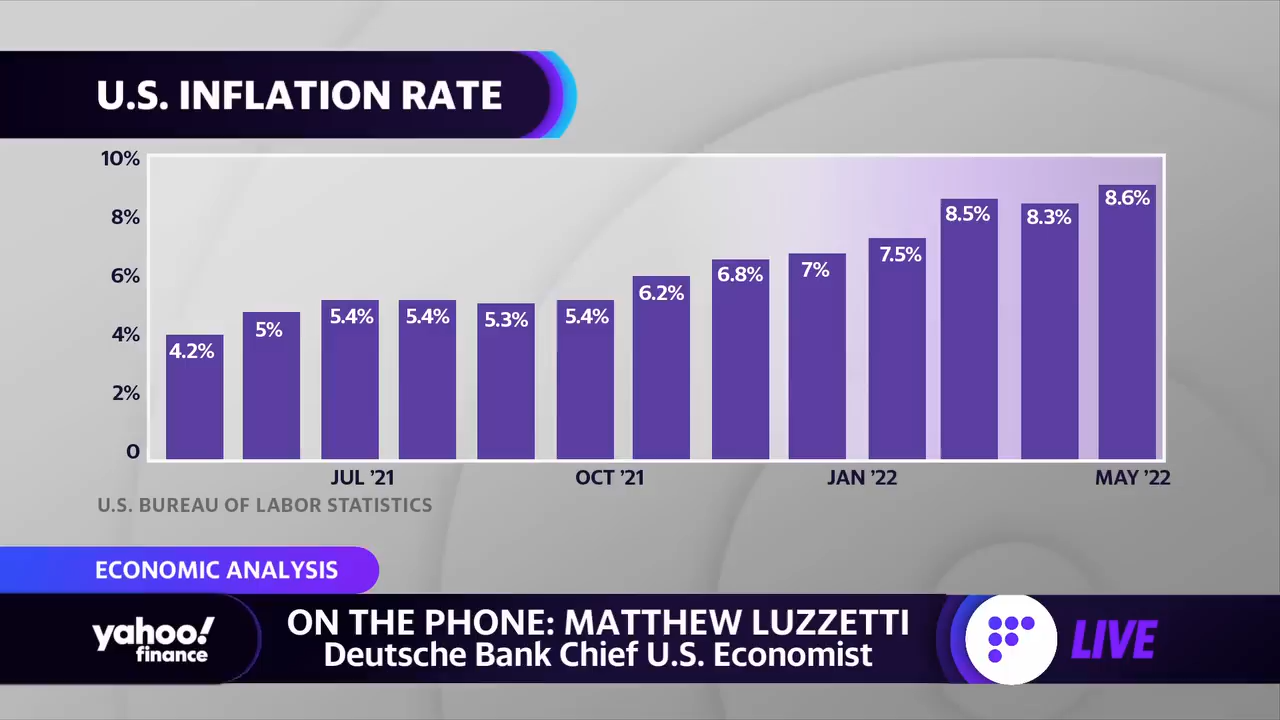 U.S. INFLATION RATE
10%
8%
6%
4%
2%
0
4.2%
5%
5.4%
5.4%
5.3%
5.4%
6.2%
6.8%
7%
7.5%
8.5%
8.3%
8.6%
JUL ’21
OCT ’21
JAN ’22
MAY ’22
U.S. BUREAU OF LABOR STATISTICS
ECONOMIC ANALYSIS
yahoo!
finance
ON THE PHONE: MATTHEW LUZZETTI
Deutsche Bank Chief U.S. Economist
LIVE